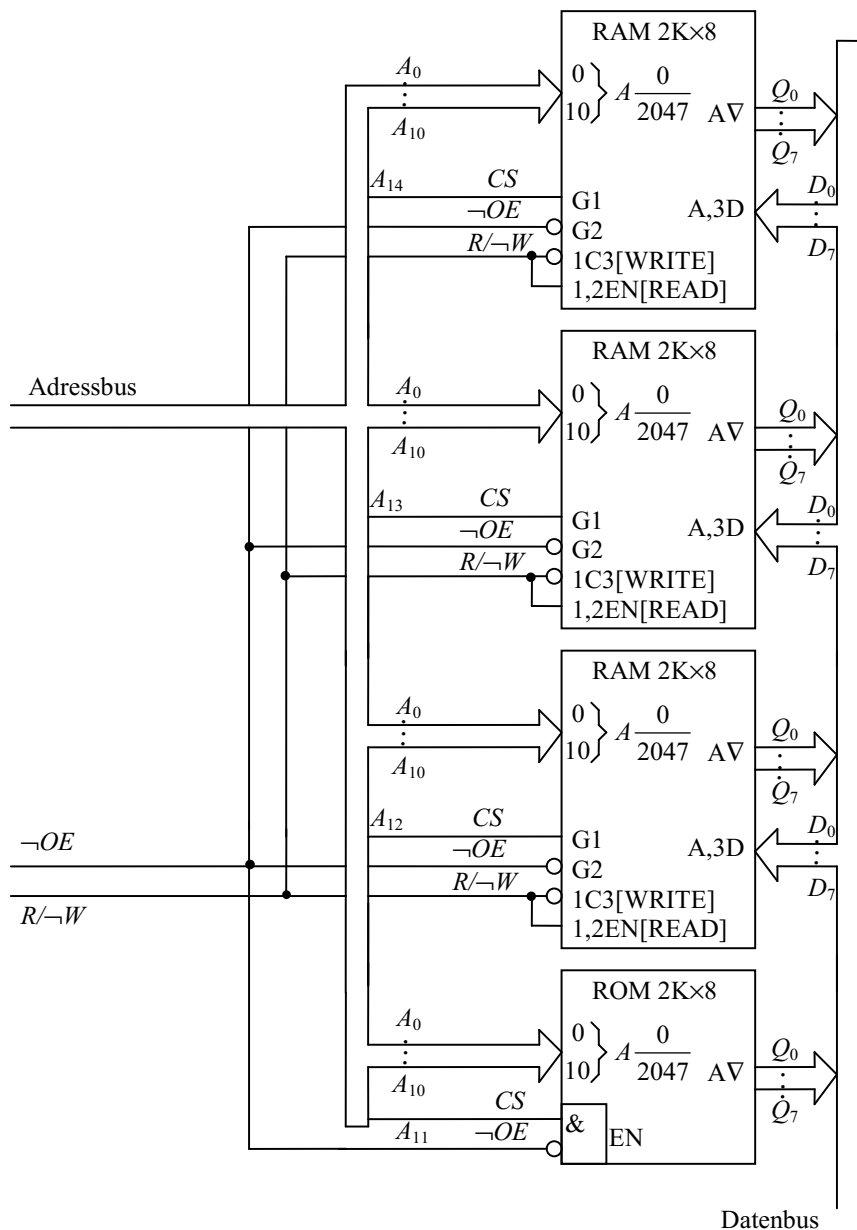 RAM 2K×8
A₀
A₁₀
0
10
A 0/2047
A∇
Q₀
Q₇
A₁₄
CS
¬OE
R/¬W
G1
G2
1C3[WRITE]
1,2EN[READ]
A,3D
D₀
D₇
Adressbus
RAM 2K×8
A₀
A₁₀
0
10
A 0/2047
A∇
Q₀
Q₇
A₁₃
CS
¬OE
R/¬W
G1
G2
1C3[WRITE]
1,2EN[READ]
A,3D
D₀
D₇
RAM 2K×8
A₀
A₁₀
0
10
A 0/2047
A∇
Q₀
Q₇
A₁₂
CS
¬OE
R/¬W
G1
G2
1C3[WRITE]
1,2EN[READ]
A,3D
D₀
D₇
¬OE
R/¬W
ROM 2K×8
A₀
A₁₀
0
10
A 0/2047
A∇
Q₀
Q₇
CS
A₁₁
¬OE
&
EN
Datenbus